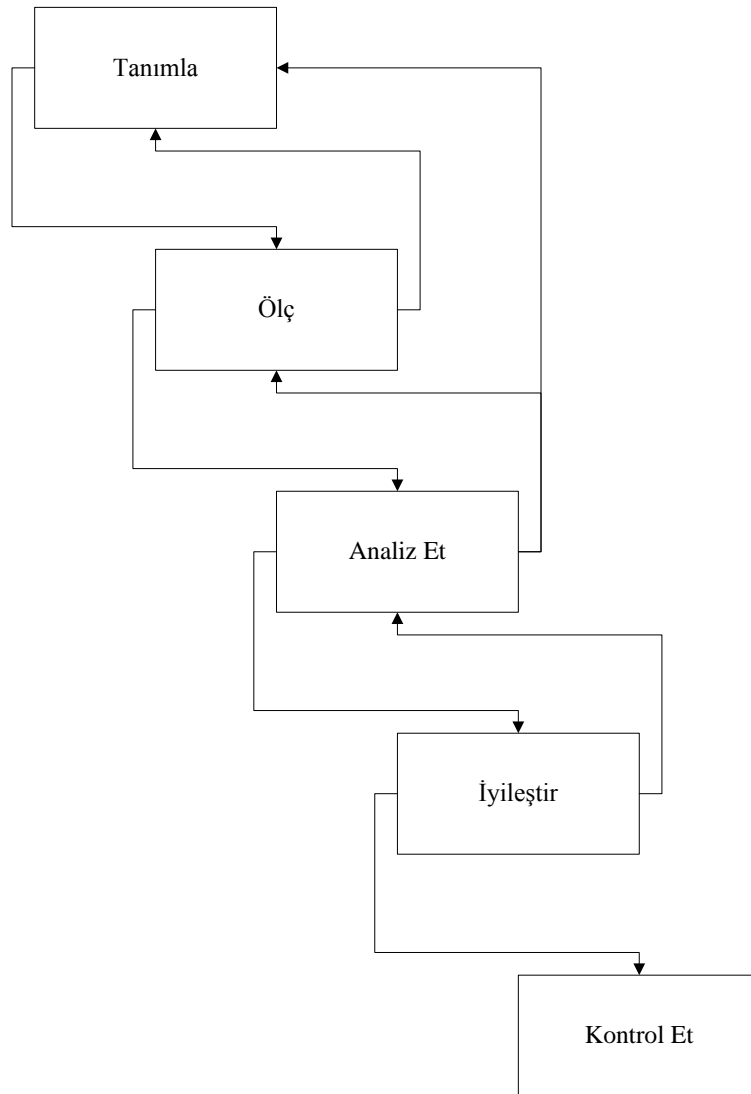 Tanımla
Ölç
Analiz Et
İyileştir
Kontrol Et